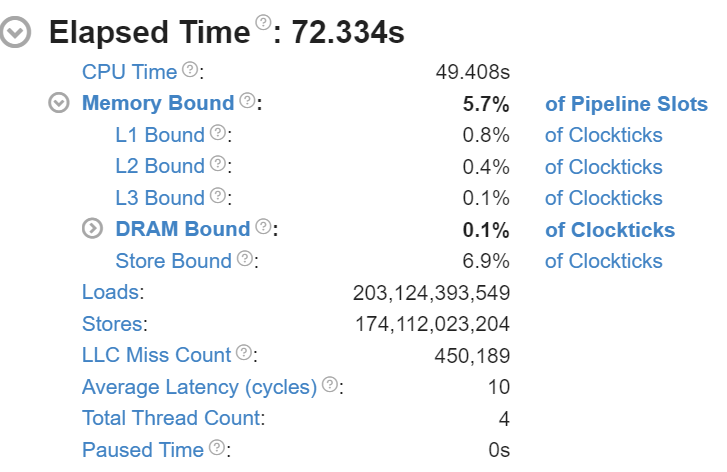 Elapsed Time ?: 72.334s
CPU Time ?: 49.408s
Memory Bound ?: 5.7% of Pipeline Slots
L1 Bound ?: 0.8% of Clockticks
L2 Bound ?: 0.4% of Clockticks
L3 Bound ?: 0.1% of Clockticks
DRAM Bound ?: 0.1% of Clockticks
Store Bound ?: 6.9% of Clockticks
Loads: 203,124,393,549
Stores: 174,112,023,204
LLC Miss Count ?: 450,189
Average Latency (cycles) ?: 10
Total Thread Count: 4
Paused Time ?: 0s